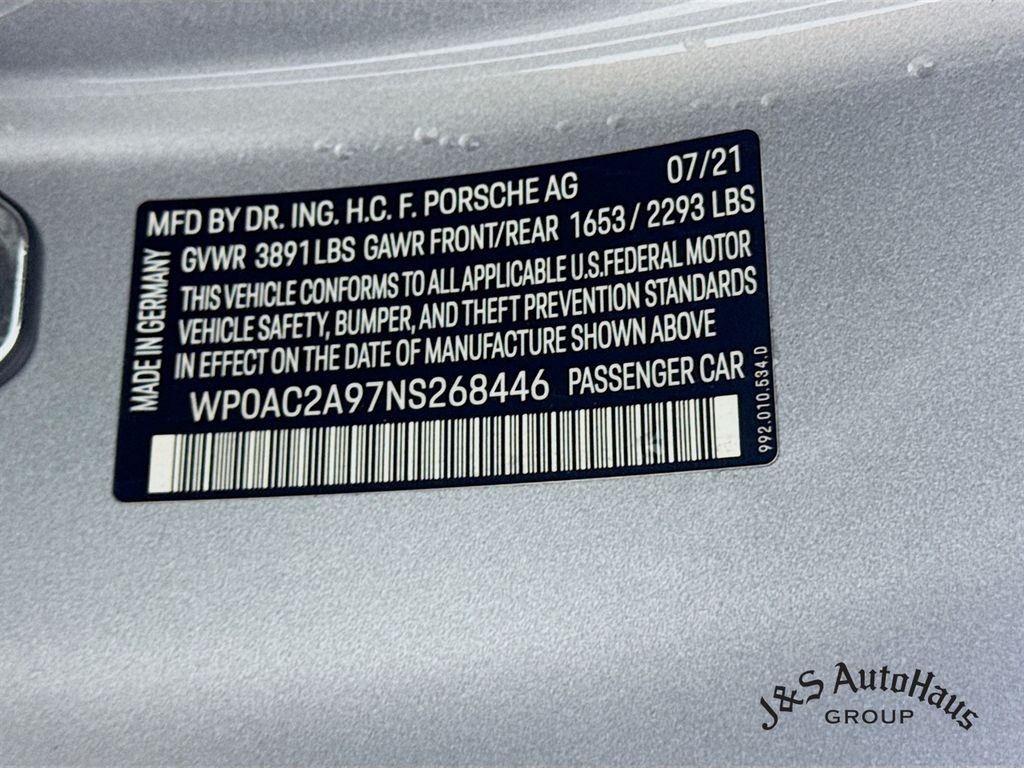 07/21
MFD BY DR. ING. H.C. F. PORSCHE AG
GVWR 3891 LBS GAWR FRONT/REAR 1653 / 2293 LBS
THIS VEHICLE CONFORMS TO ALL APPLICABLE U.S.FEDERAL MOTOR
VEHICLE SAFETY, BUMPER, AND THEFT PREVENTION STANDARDS
IN EFFECT ON THE DATE OF MANUFACTURE SHOWN ABOVE
WP0AC2A97NS268446 PASSENGER CAR
MADE IN GERMANY
992.010.534.D
J&S AutoHaus
GROUP